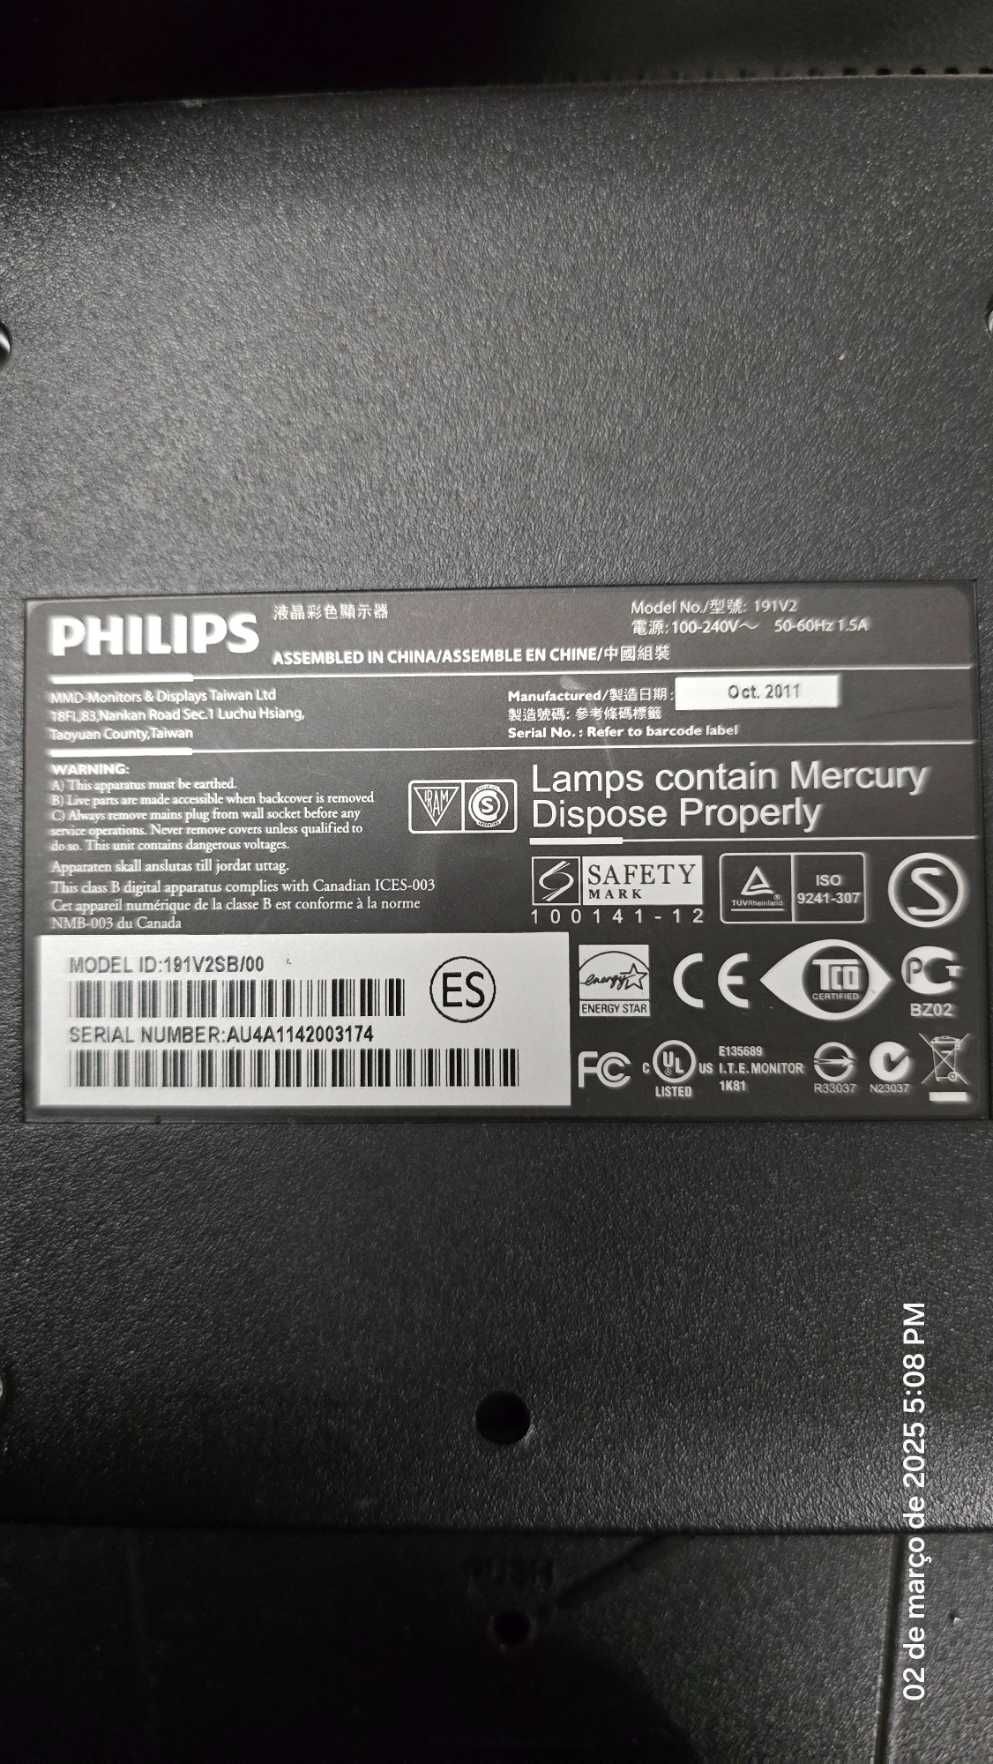 PHILIPS
液晶彩色顯示器
ASSEMBLED IN CHINA/ASSEMBLE EN CHINE/中國組裝
Model No./型號: 191V2
電源: 100-240V～ 50-60Hz 1.5A
MMD-Monitors & Displays Taiwan Ltd
18Fl.,83,Nankan Road Sec.1 Luchu Hsiang,
Taoyuan County,Taiwan
Manufactured/製造日期: Oct. 2011
製造號碼: 參考條碼標籤
Serial No. : Refer to barcode label
WARNING:
A) This apparatus must be earthed.
B) Live parts are made accessible when backcover is removed
C) Always remove mains plug from wall socket before any
service operations. Never remove covers unless qualified to
do so. This unit contains dangerous voltages.
Apparaten skall anslutas till jordat uttag.
This class B digital apparatus complies with Canadian ICES-003
Cet appareil numérique de la classe B est conforme à la norme
NMB-003 du Canada
IRAM
S
Lamps contain Mercury
Dispose Properly
SAFETY
MARK
100141-12
TÜVRheinland
ISO
9241-307
S
MODEL ID:191V2SB/00
SERIAL NUMBER:AU4A1142003174
ES
energy
ENERGY STAR
CE
TCO
CERTIFIED
PCT
BZ02
FC
C UL US
LISTED
E135689
I.T.E. MONITOR
1K81
R33037
N23037
02 de março de 2025 5:08 PM